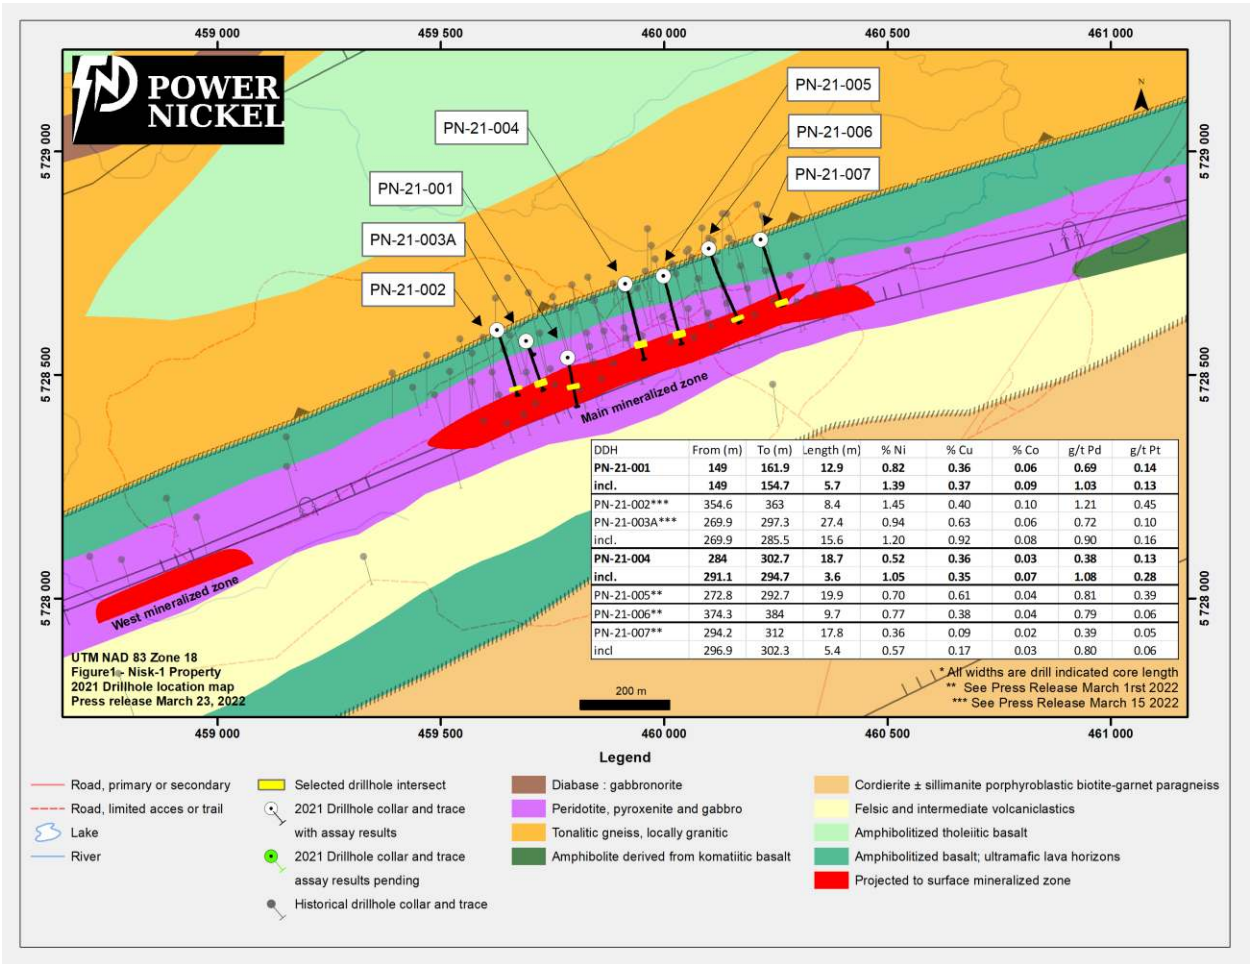 459 000 459 500 460 000 460 500 461 000
POWER
NICKEL
N
5 729 000
5 729 000
PN-21-005
PN-21-004
PN-21-006
PN-21-007
PN-21-001
PN-21-003A
PN-21-002
5 728 500
5 728 500
Main mineralized zone
West mineralized zone
5 728 000
5 728 000
DDH From (m) To (m) Length (m) % Ni % Cu % Co g/t Pd g/t Pt
PN-21-001 149 161.9 12.9 0.82 0.36 0.06 0.69 0.14
incl. 149 154.7 5.7 1.39 0.37 0.09 1.03 0.13
PN-21-002*** 354.6 363 8.4 1.45 0.40 0.10 1.21 0.45
PN-21-003A*** 269.9 297.3 27.4 0.94 0.63 0.06 0.72 0.10
incl. 269.9 285.5 15.6 1.20 0.92 0.08 0.90 0.16
PN-21-004 284 302.7 18.7 0.52 0.36 0.03 0.38 0.13
incl. 291.1 294.7 3.6 1.05 0.35 0.07 1.08 0.28
PN-21-005** 272.8 292.7 19.9 0.70 0.61 0.04 0.81 0.39
PN-21-006** 374.3 384 9.7 0.77 0.38 0.04 0.79 0.06
PN-21-007** 294.2 312 17.8 0.36 0.09 0.02 0.39 0.05
incl 296.9 302.3 5.4 0.57 0.17 0.03 0.80 0.06
UTM NAD 83 Zone 18
Figure1 - Nisk-1 Property
2021 Drillhole location map
Press release March 23, 2022
200 m
* All widths are drill indicated core length
** See Press Release March 1rst 2022
*** See Press Release March 15 2022
459 000 459 500 460 000 460 500 461 000
Legend
Road, primary or secondary
Road, limited acces or trail
Lake
River
Selected drillhole intersect
2021 Drillhole collar and trace
with assay results
2021 Drillhole collar and trace
assay results pending
Historical drillhole collar and trace
Diabase : gabbronorite
Peridotite, pyroxenite and gabbro
Tonalitic gneiss, locally granitic
Amphibolite derived from komatiitic basalt
Cordierite ± sillimanite porphyroblastic biotite-garnet paragneiss
Felsic and intermediate volcaniclastics
Amphibolitized tholeiitic basalt
Amphibolitized basalt; ultramafic lava horizons
Projected to surface mineralized zone